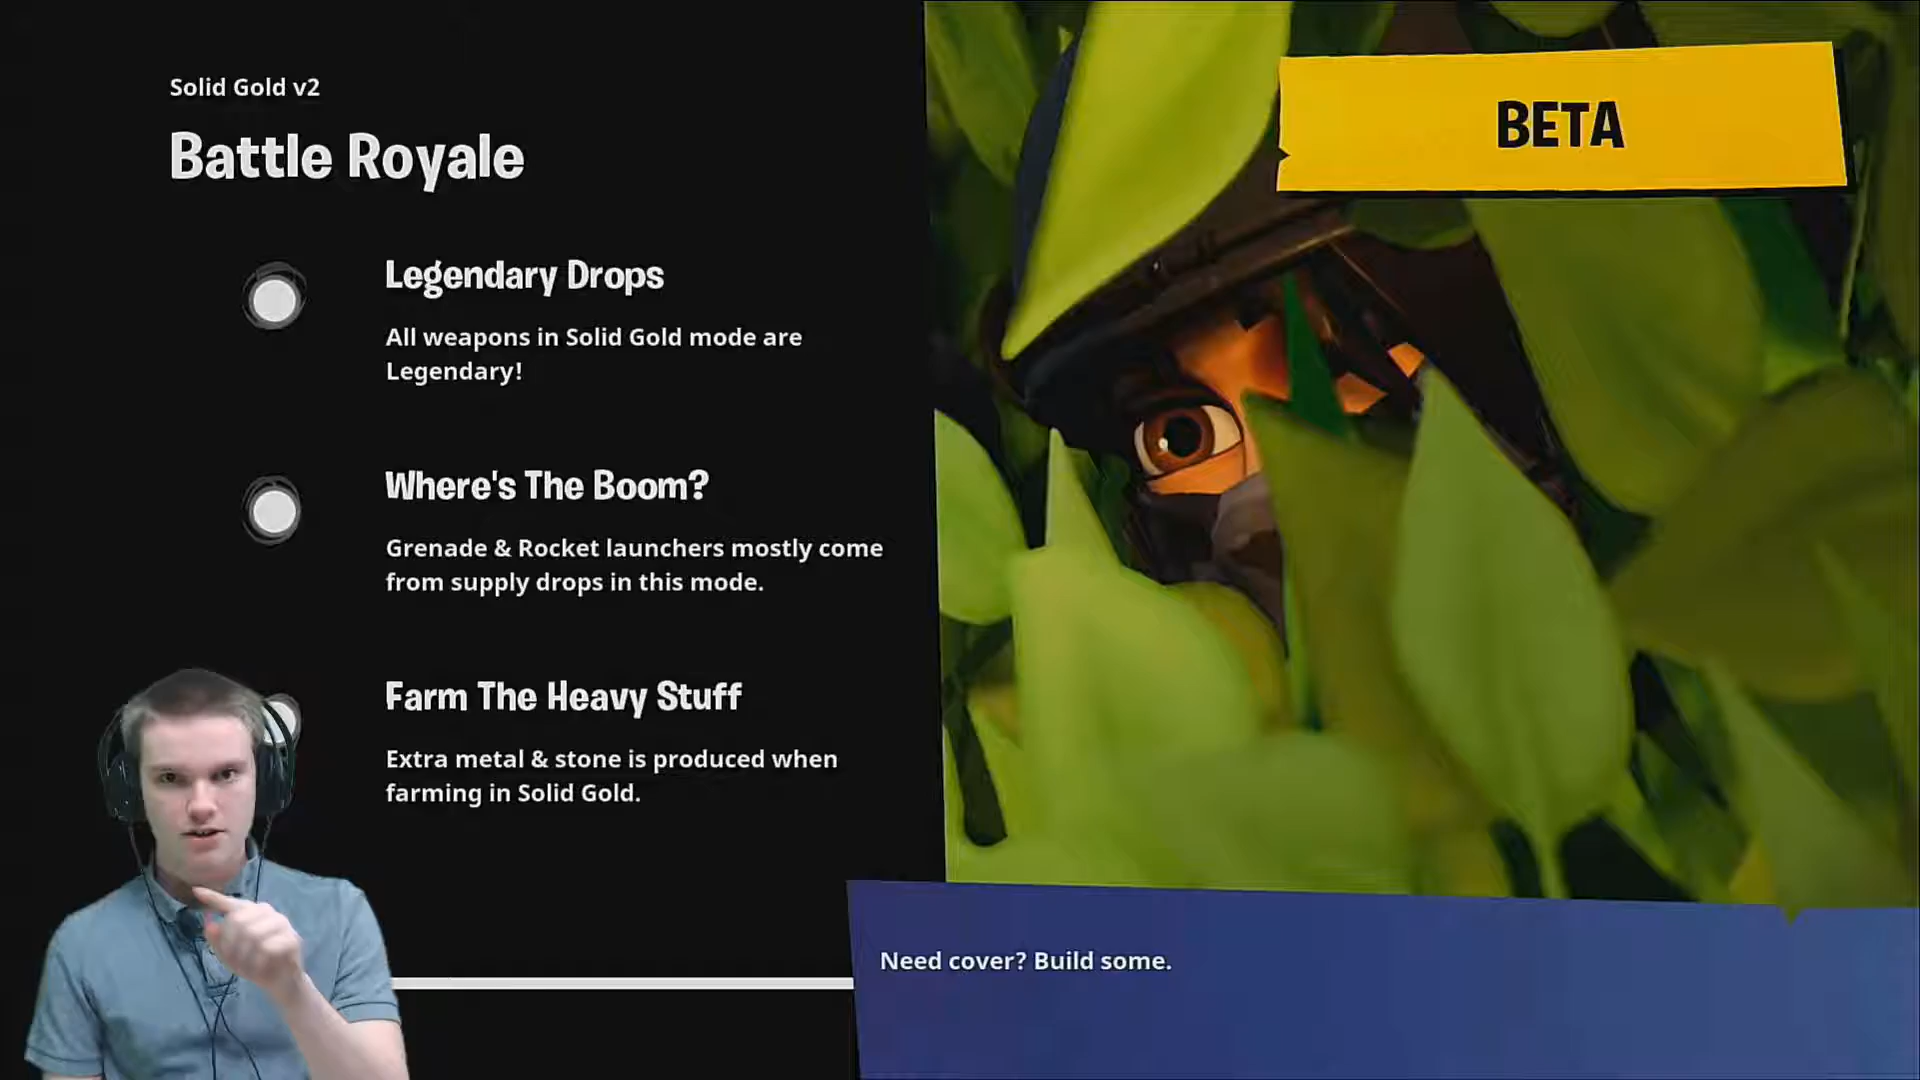 Solid Gold v2
Battle Royale
Legendary Drops
All weapons in Solid Gold mode are
Legendary!
Where's The Boom?
Grenade & Rocket launchers mostly come
from supply drops in this mode.
Farm The Heavy Stuff
Extra metal & stone is produced when
farming in Solid Gold.
BETA
Need cover? Build some.